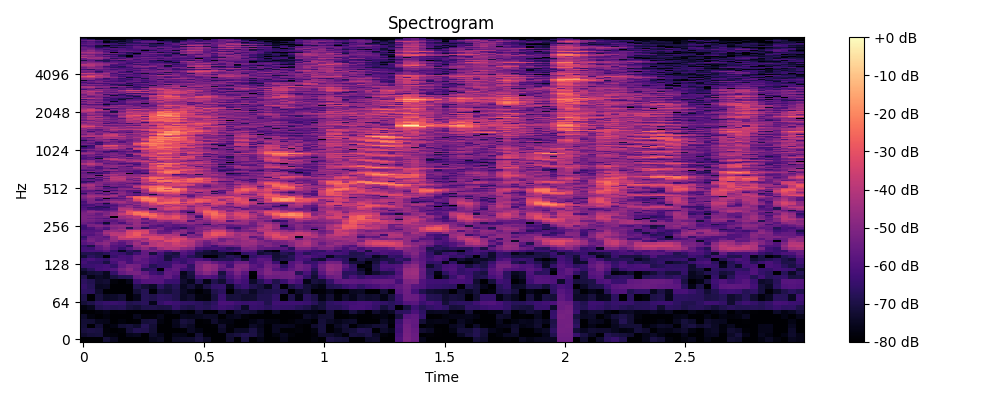 Spectrogram
4096
2048
1024
512
256
128
64
0
Hz
0
0.5
1
1.5
2
2.5
Time
+0 dB
-10 dB
-20 dB
-30 dB
-40 dB
-50 dB
-60 dB
-70 dB
-80 dB